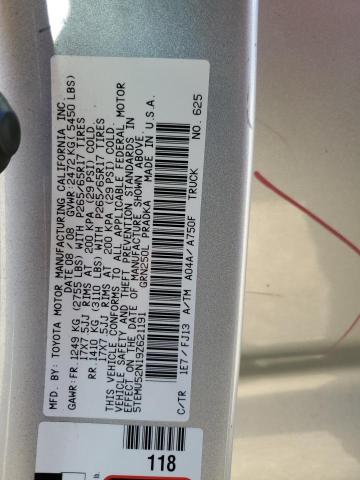 MFD. BY: TOYOTA MOTOR MANUFACTURING CALIFORNIA INC.
DATE 08 / 08 GVWR: 2472 KG ( 5450 LBS)
GAWR: FR. 1249 KG (2755 LBS) WITH P265/65R17 TIRES
17X7.5JJ RIMS AT 200 KPA (29 PSI) COLD.
RR. 1410 KG (3110 LBS) WITH P265/65R17 TIRES
17X7.5JJ RIMS AT 200 KPA (29 PSI) COLD.
THIS VEHICLE CONFORMS TO ALL APPLICABLE FEDERAL MOTOR
VEHICLE SAFETY AND THEFT PREVENTION STANDARDS IN
EFFECT ON THE DATE OF MANUFACTURE SHOWN ABOVE.
5TEMU52N19Z621191 GRN250L PRADKA MADE IN U.S.A.
C/TR 1E7 / FJ13 A/TM A04A / A750F TRUCK NO. 625
118